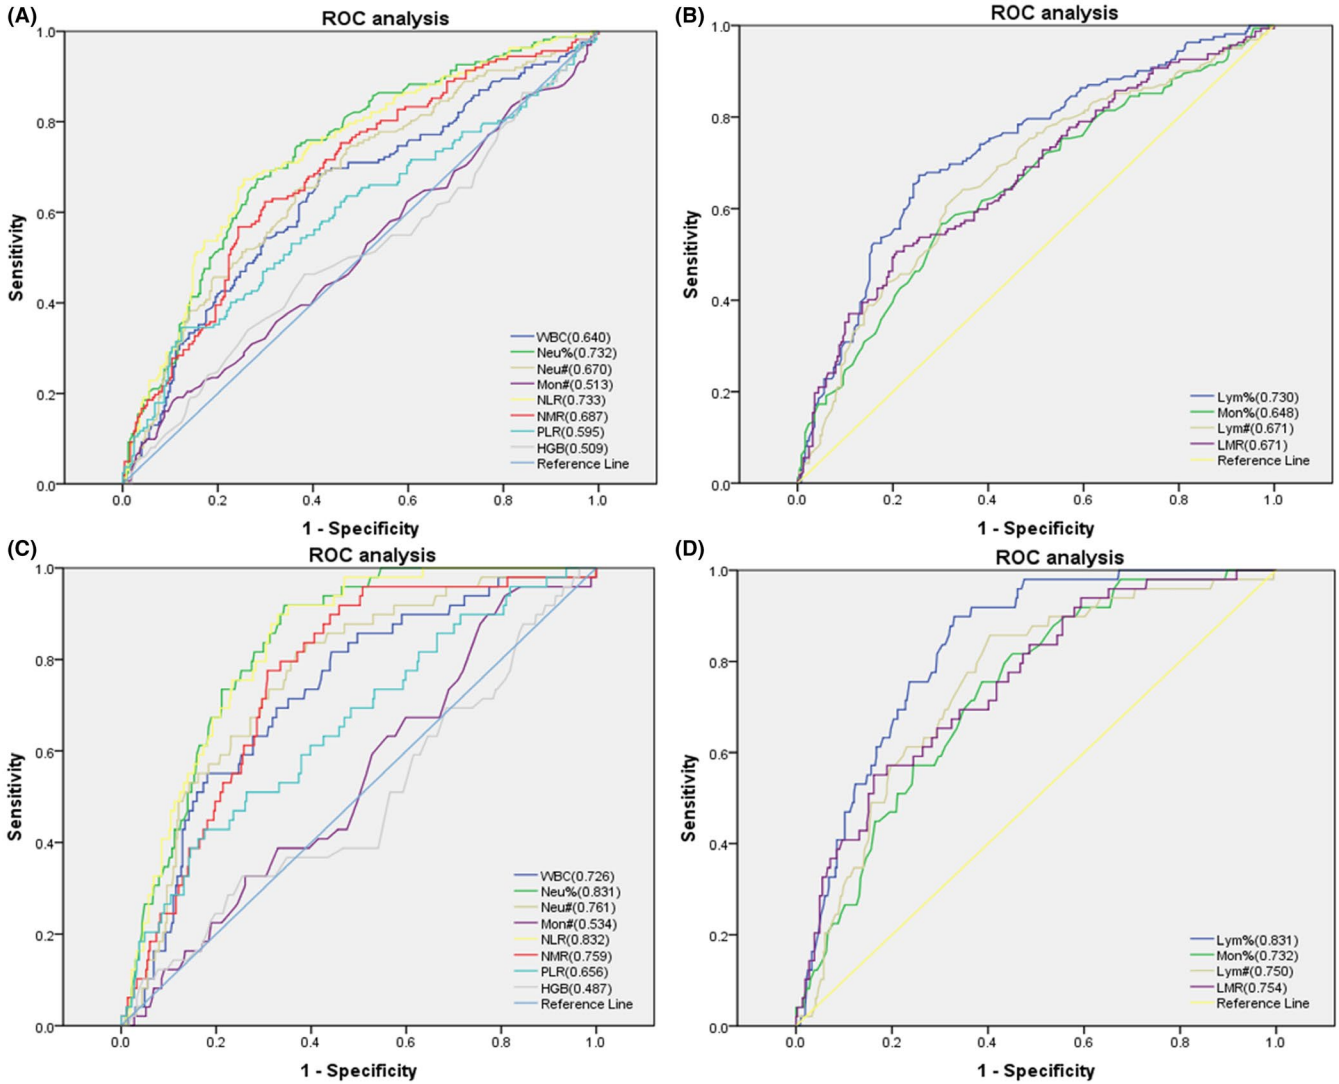 (A)
ROC analysis
1.0
0.8
0.6
0.4
0.2
0.0
Sensitivity
0.0 0.2 0.4 0.6 0.8 1.0
1 - Specificity
WBC(0.640)
Neu%(0.732)
Neu#(0.670)
Mon#(0.513)
NLR(0.733)
NMR(0.687)
PLR(0.595)
HGB(0.509)
Reference Line
(B)
ROC analysis
1.0
0.8
0.6
0.4
0.2
0.0
Sensitivity
0.0 0.2 0.4 0.6 0.8 1.0
1 - Specificity
Lym%(0.730)
Mon%(0.648)
Lym#(0.671)
LMR(0.671)
Reference Line
(C)
ROC analysis
1.0
0.8
0.6
0.4
0.2
0.0
Sensitivity
0.0 0.2 0.4 0.6 0.8 1.0
1 - Specificity
WBC(0.726)
Neu%(0.831)
Neu#(0.761)
Mon#(0.534)
NLR(0.832)
NMR(0.759)
PLR(0.656)
HGB(0.487)
Reference Line
(D)
ROC analysis
1.0
0.8
0.6
0.4
0.2
0.0
Sensitivity
0.0 0.2 0.4 0.6 0.8 1.0
1 - Specificity
Lym%(0.831)
Mon%(0.732)
Lym#(0.750)
LMR(0.754)
Reference Line